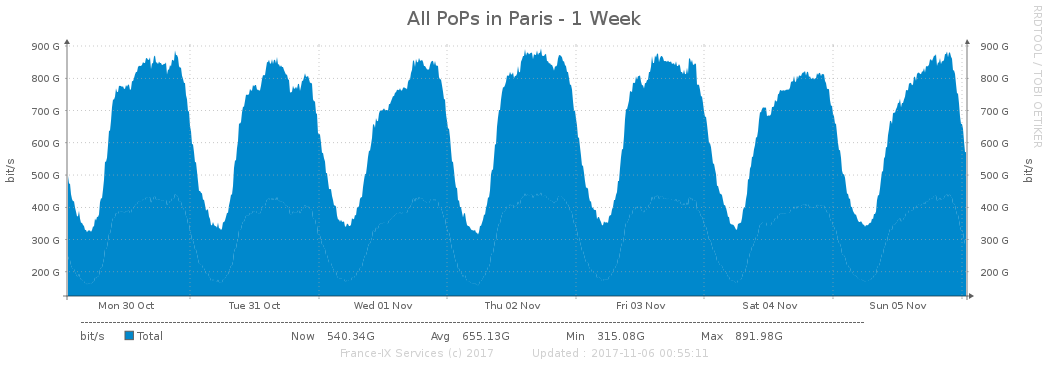 All PoPs in Paris - 1 Week
RRDTOOL / TOBI OETIKER
900 G 900 G
800 G 800 G
700 G 700 G
600 G 600 G
500 G 500 G
400 G 400 G
300 G 300 G
200 G 200 G
bit/s bit/s
Mon 30 Oct Tue 31 Oct Wed 01 Nov Thu 02 Nov Fri 03 Nov Sat 04 Nov Sun 05 Nov
bit/s Total Now 540.34G Avg 655.13G Min 315.08G Max 891.98G
France-IX Services (c) 2017 Updated : 2017-11-06 00:55:11